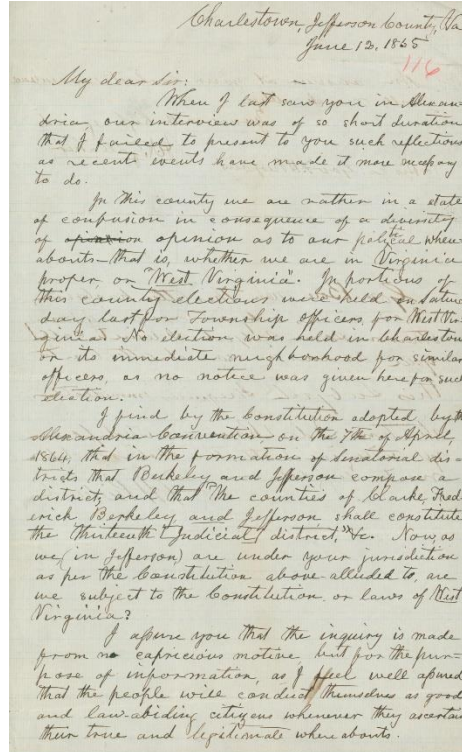 Charlestown, Jefferson County, Va
June 12, 1865
116
My dear Sir:
When I last saw you in Alexan-
dria our interview was of so short duration
that I failed to present to you such reflections
as recent events have made it more necessary
to do.
In this county we are rather in a state
of confusion in consequence of a diversity
of opinion opinion as to our political where
abouts—that is, whether we are in Virginia
proper or "West Virginia". In portions of
this county elections were held on Satur
day last for Township officers, for West Vir
ginia. No election was held in Charlestown
or its immediate neighborhood for similar
officers, as no notice was given here for such
election.
I find by the Constitution adopted by the
Alexandria Convention on the 7th of April,
1864, that in the formation of Senatorial dis-
tricts that Berkeley and Jefferson compose a
district, and that "The counties of Clarke, Fred
erick Berkeley and Jefferson shall constitute
the Thirteenth Judicial district," &c. Now, as
we (in Jefferson) are under your jurisdiction
as per the Constitution above alluded to, are
we subject to the Constitution, or laws of West
Virginia?
I assure you that the inquiry is made
from no capricious motive but for the pur-
pose of information, as I feel well assured
that the people will conduct themselves as good
and law-abiding citizens whenever they ascertain
their true and legitimate whereabouts.